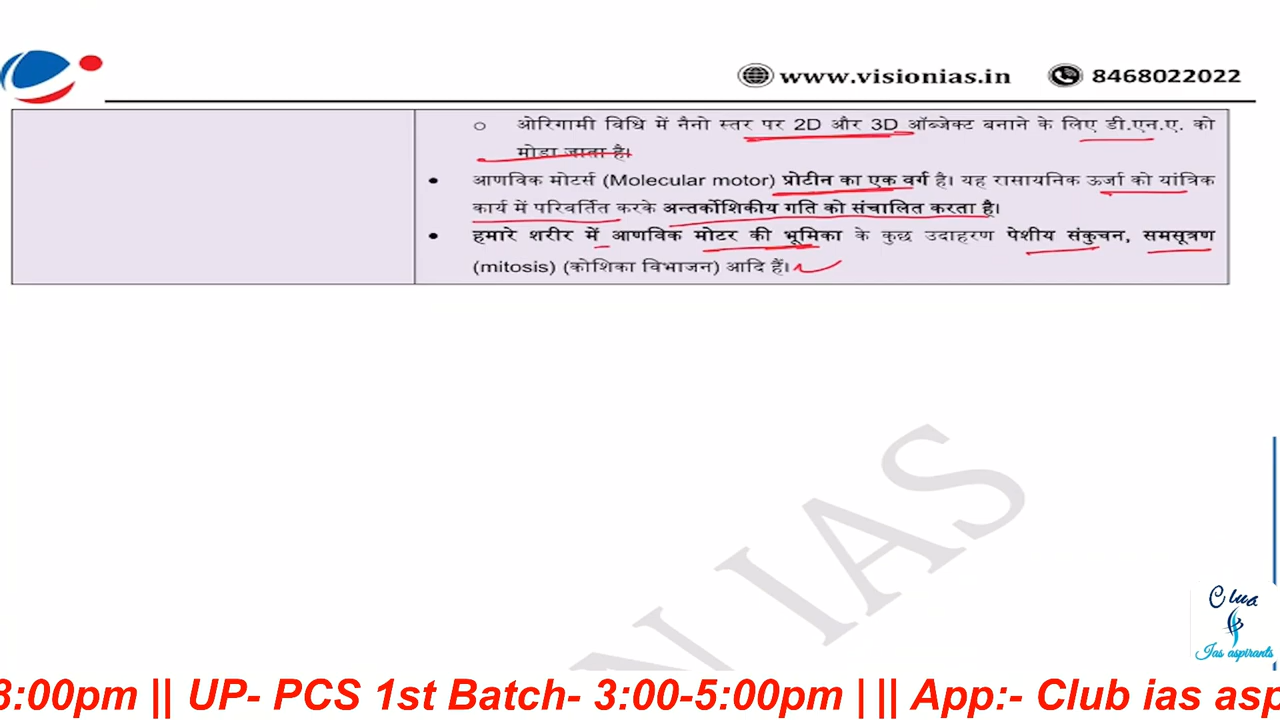 www.visionias.in 8468022022
ओरिगामी विधि में नैनो स्तर पर 2D और 3D ऑब्जेक्ट बनाने के लिए डी.एन.ए. को
मोडा जाता है।
आणविक मोटर्स (Molecular motor) प्रोटीन का एक वर्ग है। यह रासायनिक ऊर्जा को यांत्रिक
कार्य में परिवर्तित करके अन्तर्कोशिकीय गति को संचालित करता है।
हमारे शरीर में आणविक मोटर की भूमिका के कुछ उदाहरण पेशीय संकुचन, समसूत्रण
(mitosis) (कोशिका विभाजन) आदि हैं।
N IAS
Club
Ias aspirants
3:00pm || UP- PCS 1st Batch- 3:00-5:00pm | || App:- Club ias asp